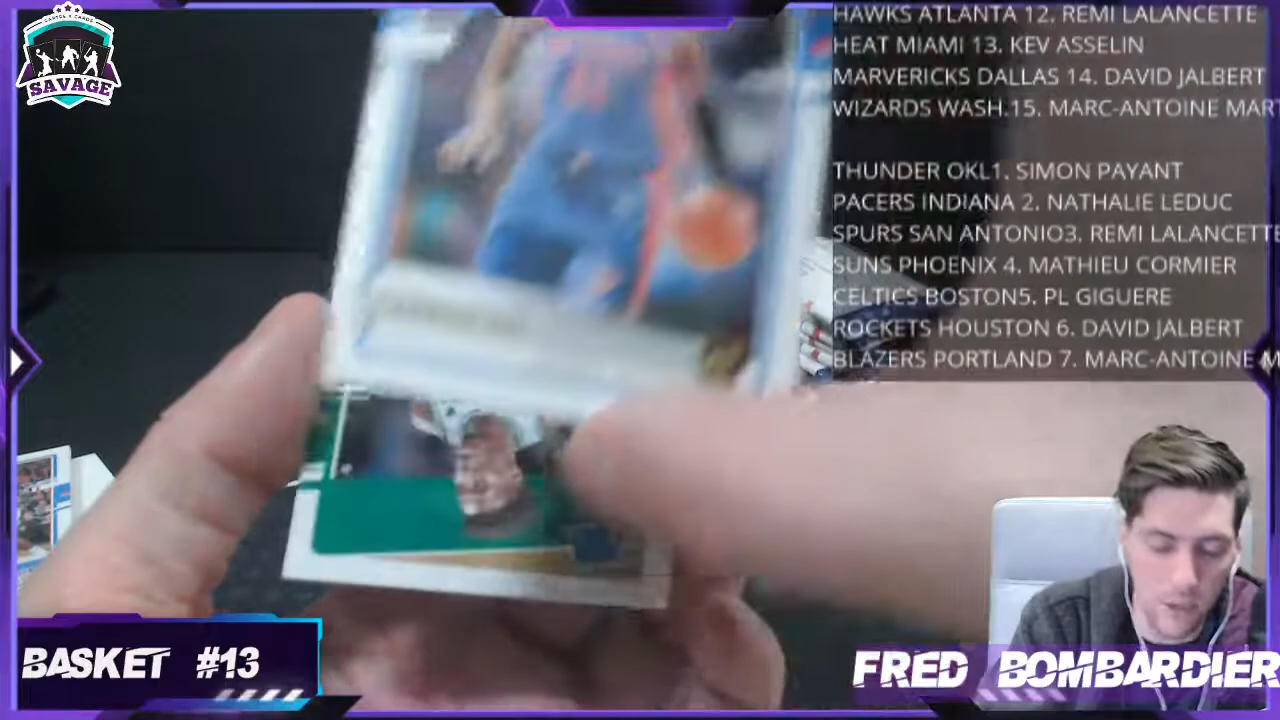 CARTES & CARDS
SAVAGE
HAWKS ATLANTA 12. REMI LALANCETTE
HEAT MIAMI 13. KEV ASSELIN
MARVERICKS DALLAS 14. DAVID JALBERT
WIZARDS WASH.15. MARC-ANTOINE MAR
THUNDER OKL1. SIMON PAYANT
PACERS INDIANA 2. NATHALIE LEDUC
SPURS SAN ANTONIO3. REMI LALANCETTE
SUNS PHOENIX 4. MATHIEU CORMIER
CELTICS BOSTON5. PL GIGUERE
ROCKETS HOUSTON 6. DAVID JALBERT
BLAZERS PORTLAND 7. MARC-ANTOINE M
BASKET #13
FRED BOMBARDIER